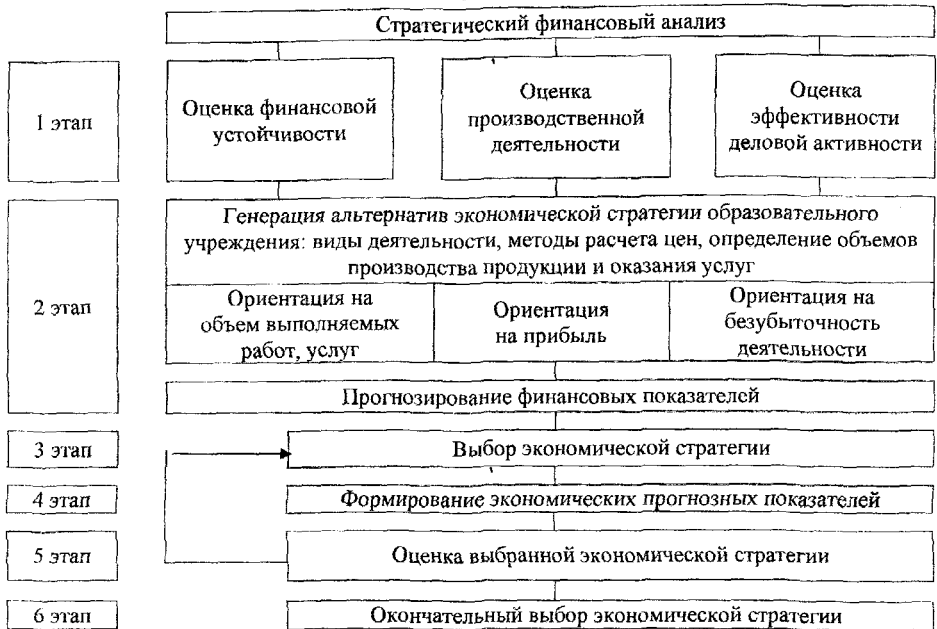 Стратегический финансовый анализ
1 этап
Оценка финансовой
устойчивости
Оценка
производственной
деятельности
Оценка
эффективности
деловой активности
2 этап
Генерация альтернатив экономической стратегии образовательного
учреждения: виды деятельности, методы расчета цен, определение объемов
производства продукции и оказания услуг
Ориентация на
объем выполняемых
работ, услуг
Ориентация
на прибыль
Ориентация на
безубыточность
деятельности
Прогнозирование финансовых показателей
3 этап
Выбор экономической стратегии
4 этап
Формирование экономических прогнозных показателей
5 этап
Оценка выбранной экономической стратегии
6 этап
Окончательный выбор экономической стратегии